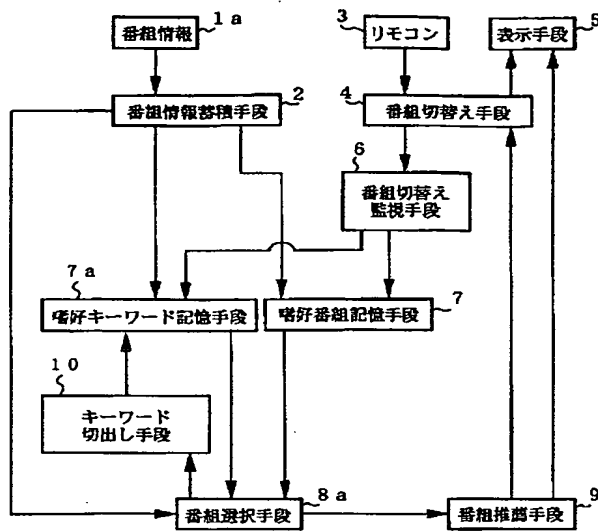 番組情報
1a
3
リモコン
表示手段
5
2
番組情報蓄積手段
4
番組切替え手段
6
番組切替え
監視手段
7a
嗜好キーワード記憶手段
嗜好番組記憶手段
7
10
キーワード
切出し手段
番組選択手段
8a
番組推薦手段
9